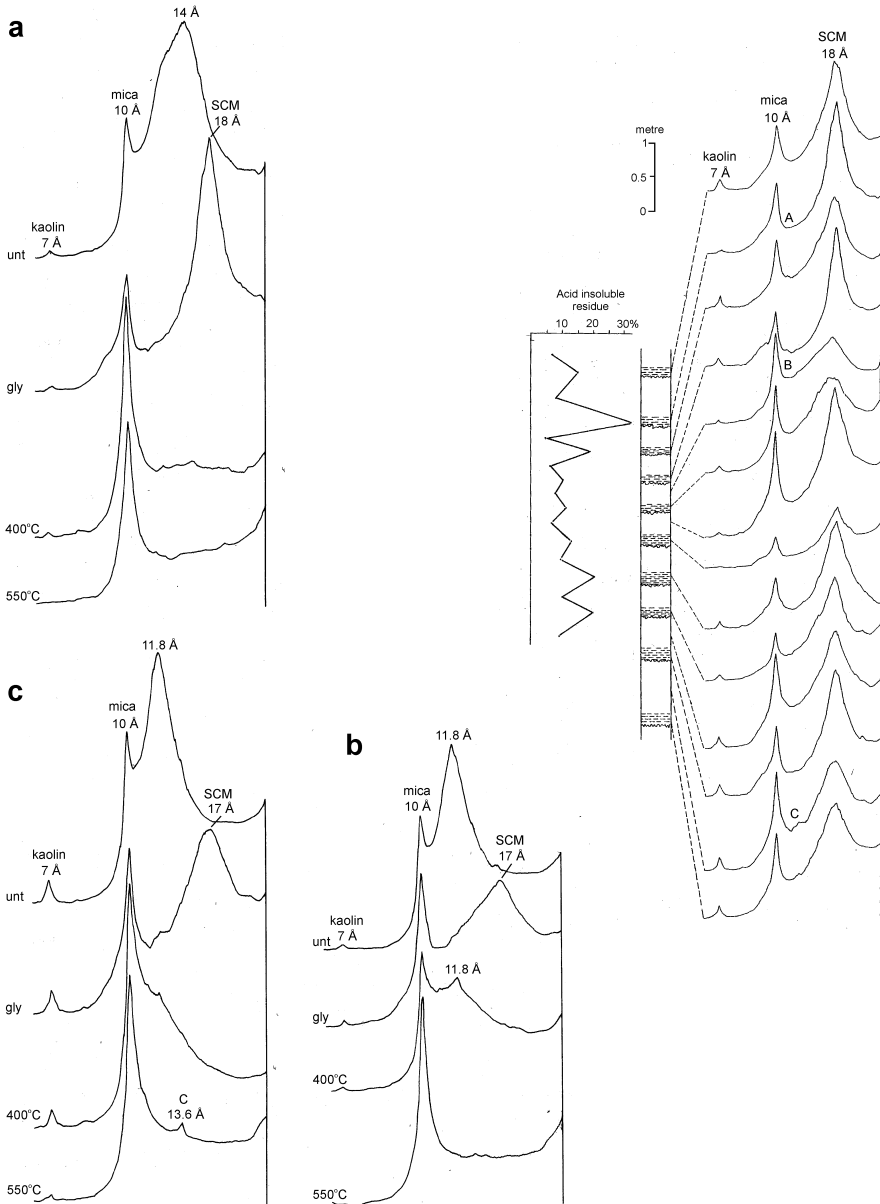 a
14 Å
mica
10 Å
SCM
18 Å
kaolin
7 Å
unt
gly
400°C
550°C
metre
1
0.5
0
SCM
18 Å
mica
10 Å
kaolin
7 Å
A
B
C
Acid insoluble
residue
10 20 30%
c
11.8 Å
mica
10 Å
SCM
17 Å
kaolin
7 Å
unt
gly
400°C
C
13.6 Å
550°C
b
11.8 Å
mica
10 Å
SCM
17 Å
kaolin
7 Å
unt
11.8 Å
gly
400°C
550°C